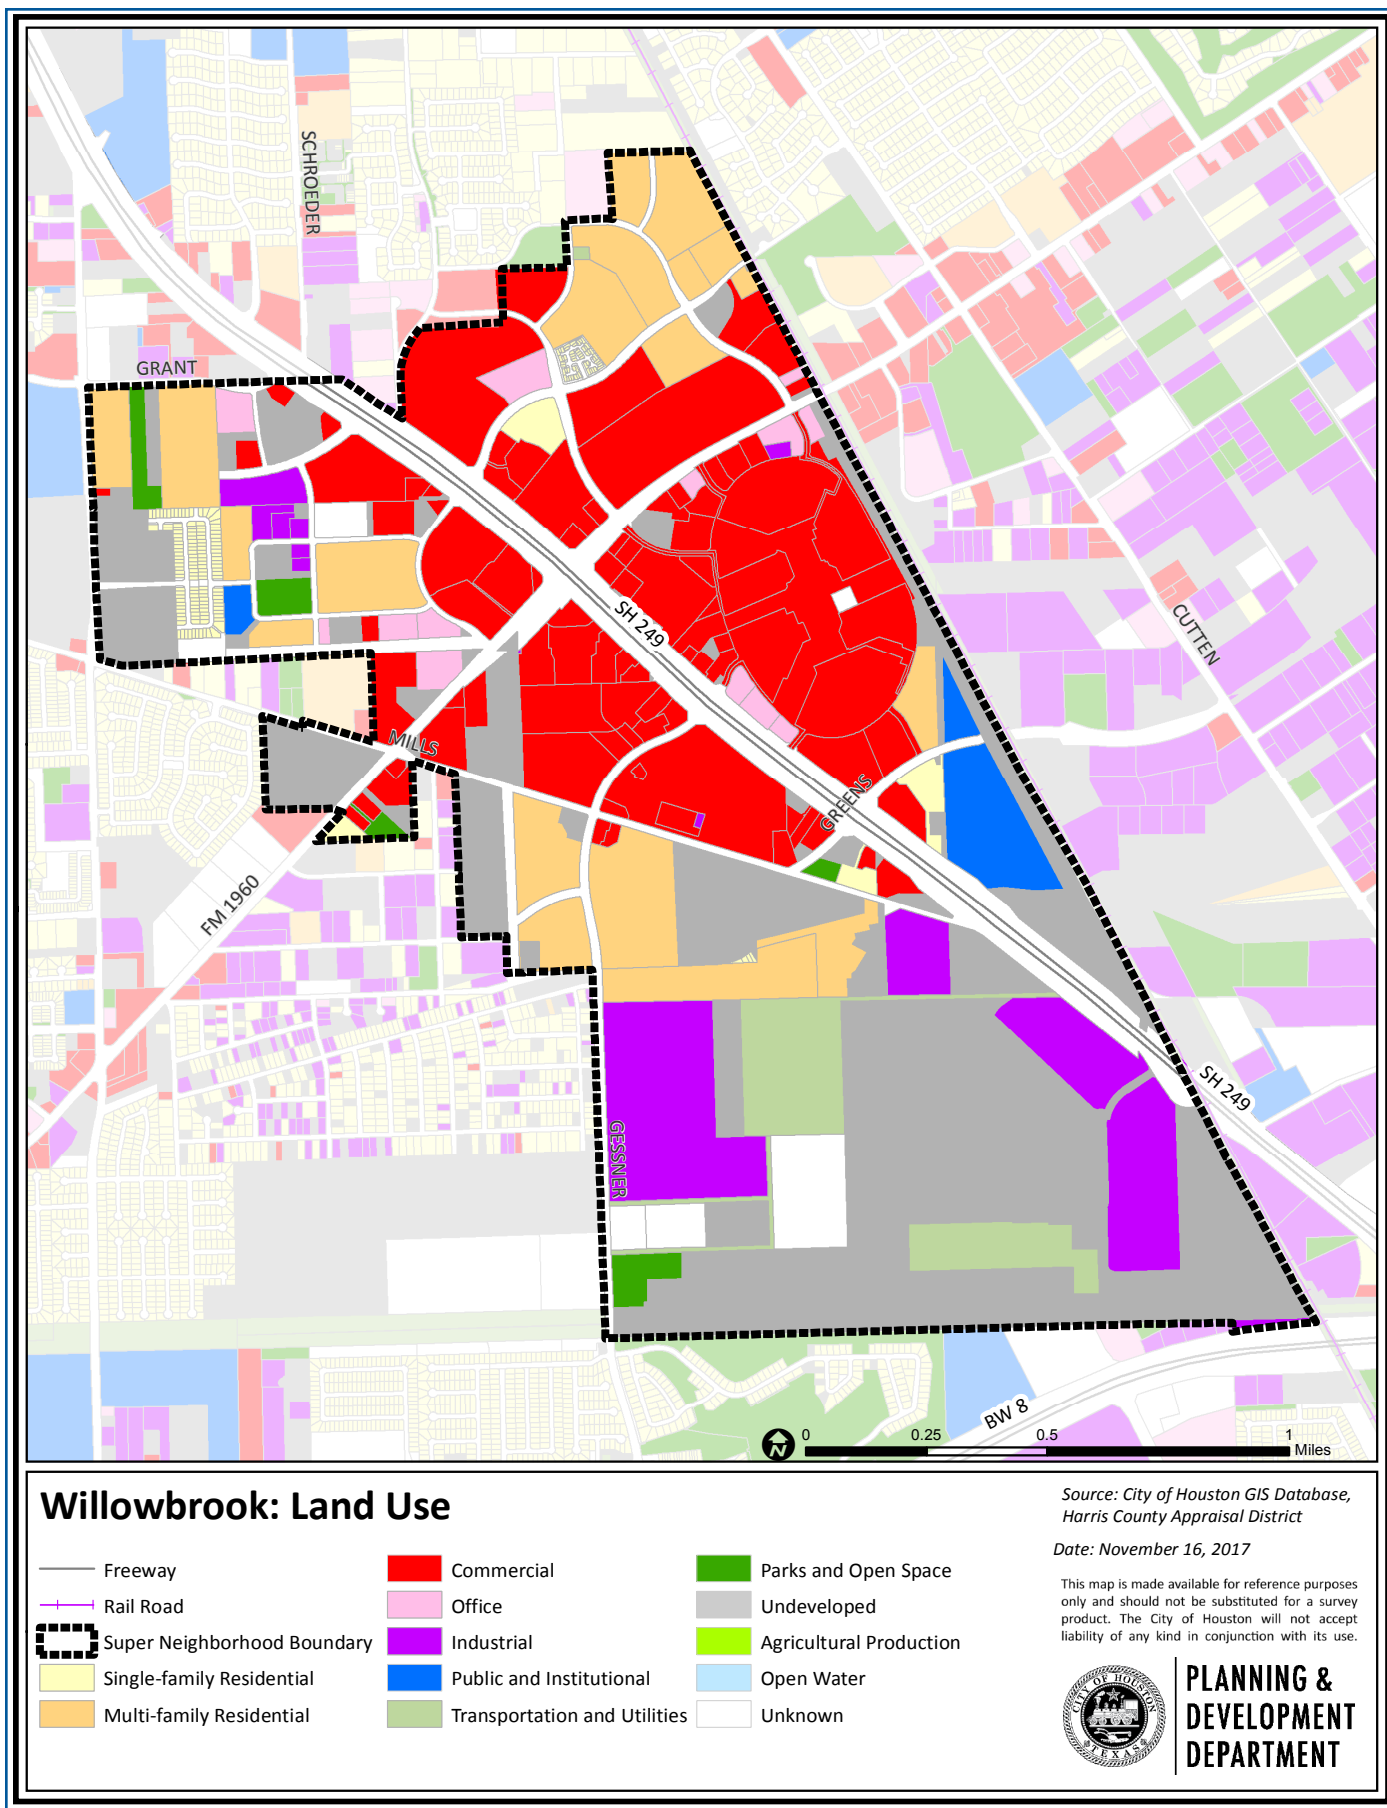 SCHROEDER
GRANT
SH 249
CUTTEN
MILLS
GREENS
FM 1960
SH 249
GESSNER
BW 8
N
0 0.25 0.5 1
Miles
Willowbrook: Land Use
Freeway
Rail Road
Super Neighborhood Boundary
Single-family Residential
Multi-family Residential
Commercial
Office
Industrial
Public and Institutional
Transportation and Utilities
Parks and Open Space
Undeveloped
Agricultural Production
Open Water
Unknown
Source: City of Houston GIS Database,
Harris County Appraisal District
Date: November 16, 2017
This map is made available for reference purposes
only and should not be substituted for a survey
product. The City of Houston will not accept
liability of any kind in conjunction with its use.
CITY OF HOUSTON
TEXAS
PLANNING &
DEVELOPMENT
DEPARTMENT